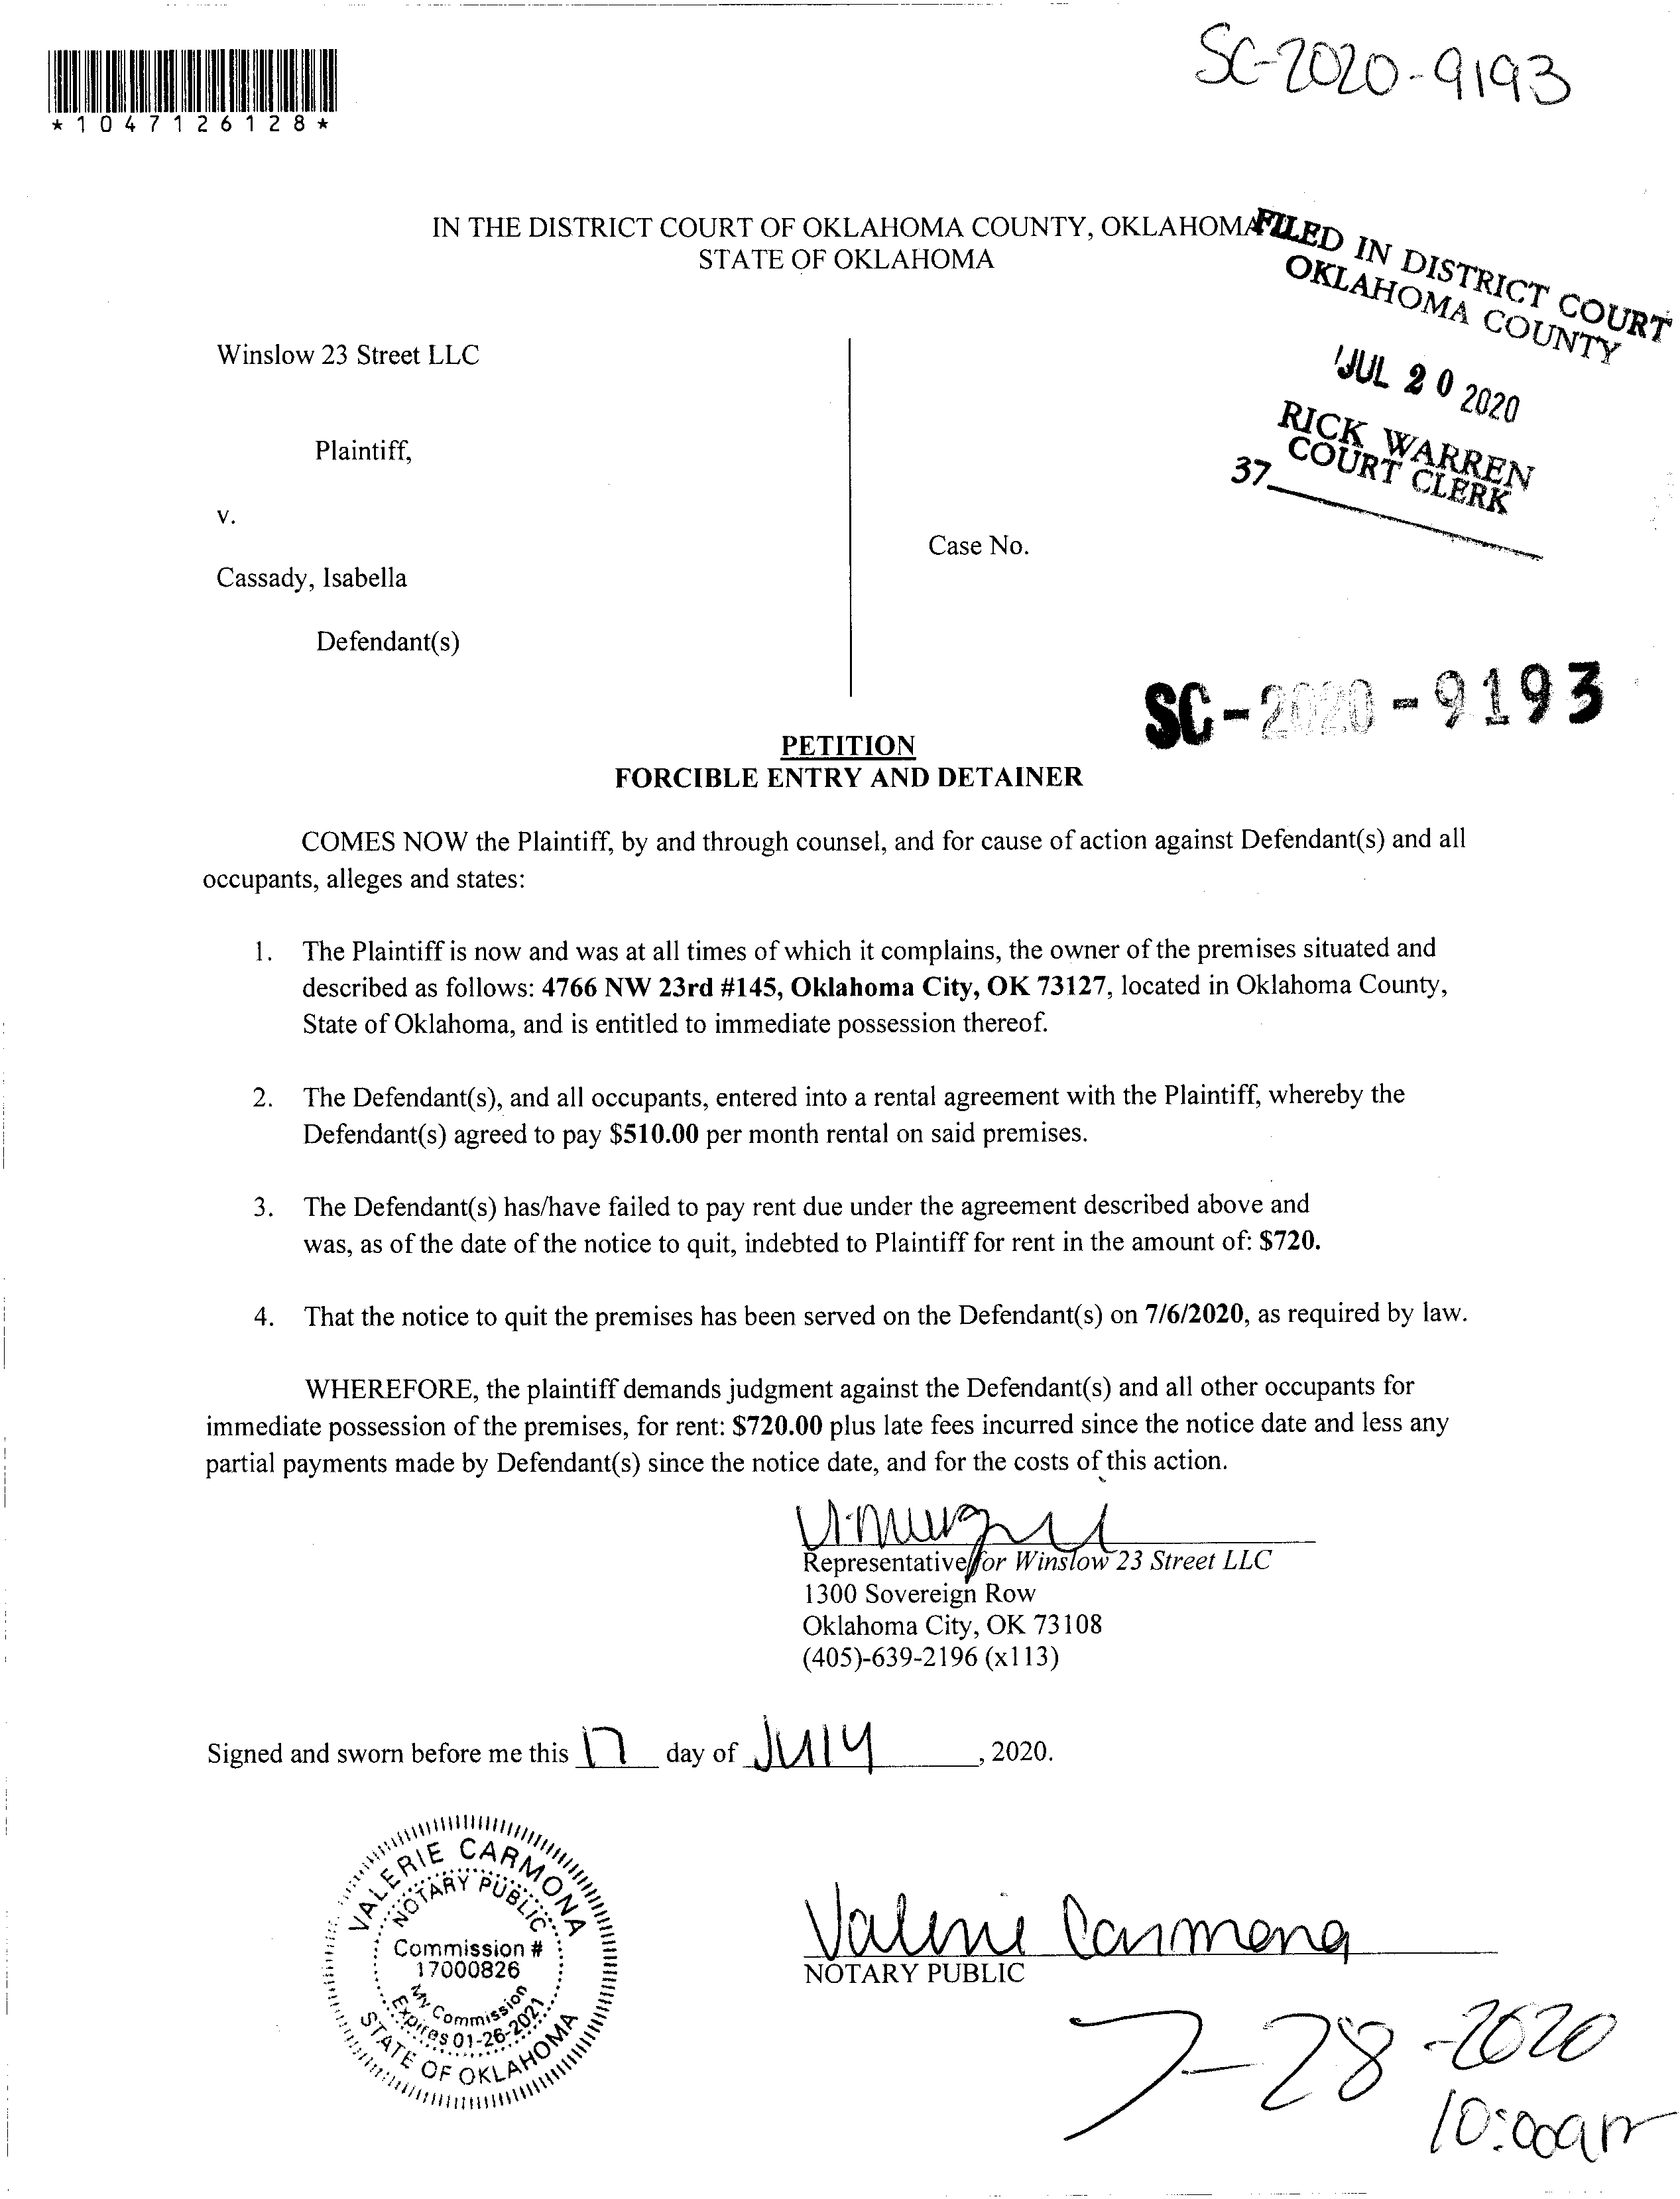 SC-2020-9193
*1047126128*
IN THE DISTRICT COURT OF OKLAHOMA COUNTY, OKLAHOMA
STATE OF OKLAHOMA
FILED IN DISTRICT COURT
OKLAHOMA COUNTY
JUL 20 2020
RICK WARREN
COURT CLERK
37
Winslow 23 Street LLC
Plaintiff,
v.
Case No.
Cassady, Isabella
Defendant(s)
SC-2020-9193
PETITION
FORCIBLE ENTRY AND DETAINER
COMES NOW the Plaintiff, by and through counsel, and for cause of action against Defendant(s) and all
occupants, alleges and states:
1. The Plaintiff is now and was at all times of which it complains, the owner of the premises situated and
described as follows: 4766 NW 23rd #145, Oklahoma City, OK 73127, located in Oklahoma County,
State of Oklahoma, and is entitled to immediate possession thereof.
2. The Defendant(s), and all occupants, entered into a rental agreement with the Plaintiff, whereby the
Defendant(s) agreed to pay $510.00 per month rental on said premises.
3. The Defendant(s) has/have failed to pay rent due under the agreement described above and
was, as of the date of the notice to quit, indebted to Plaintiff for rent in the amount of: $720.
4. That the notice to quit the premises has been served on the Defendant(s) on 7/6/2020, as required by law.
WHEREFORE, the plaintiff demands judgment against the Defendant(s) and all other occupants for
immediate possession of the premises, for rent: $720.00 plus late fees incurred since the notice date and less any
partial payments made by Defendant(s) since the notice date, and for the costs of this action.
Representative for Winslow 23 Street LLC
1300 Sovereign Row
Oklahoma City, OK 73108
(405)-639-2196 (x113)
Signed and sworn before me this 17 day of July, 2020.
VALERIE CARMONA
NOTARY PUBLIC
Commission #
17000826
My Commission
Expires 01-26-2021
STATE OF OKLAHOMA
Valerie Carmona
NOTARY PUBLIC
7-28-2020
10:00am